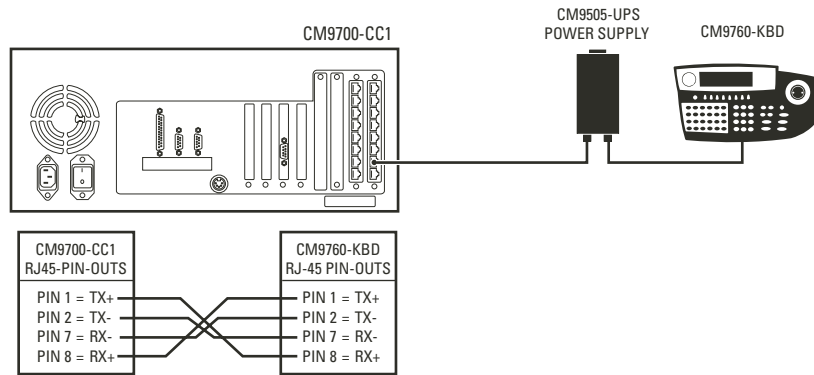 CM9700-CC1
CM9505-UPS
POWER SUPPLY
CM9760-KBD
CM9700-CC1
RJ45-PIN-OUTS
PIN 1 = TX+
PIN 2 = TX-
PIN 7 = RX-
PIN 8 = RX+
CM9760-KBD
RJ-45 PIN-OUTS
PIN 1 = TX+
PIN 2 = TX-
PIN 7 = RX-
PIN 8 = RX+